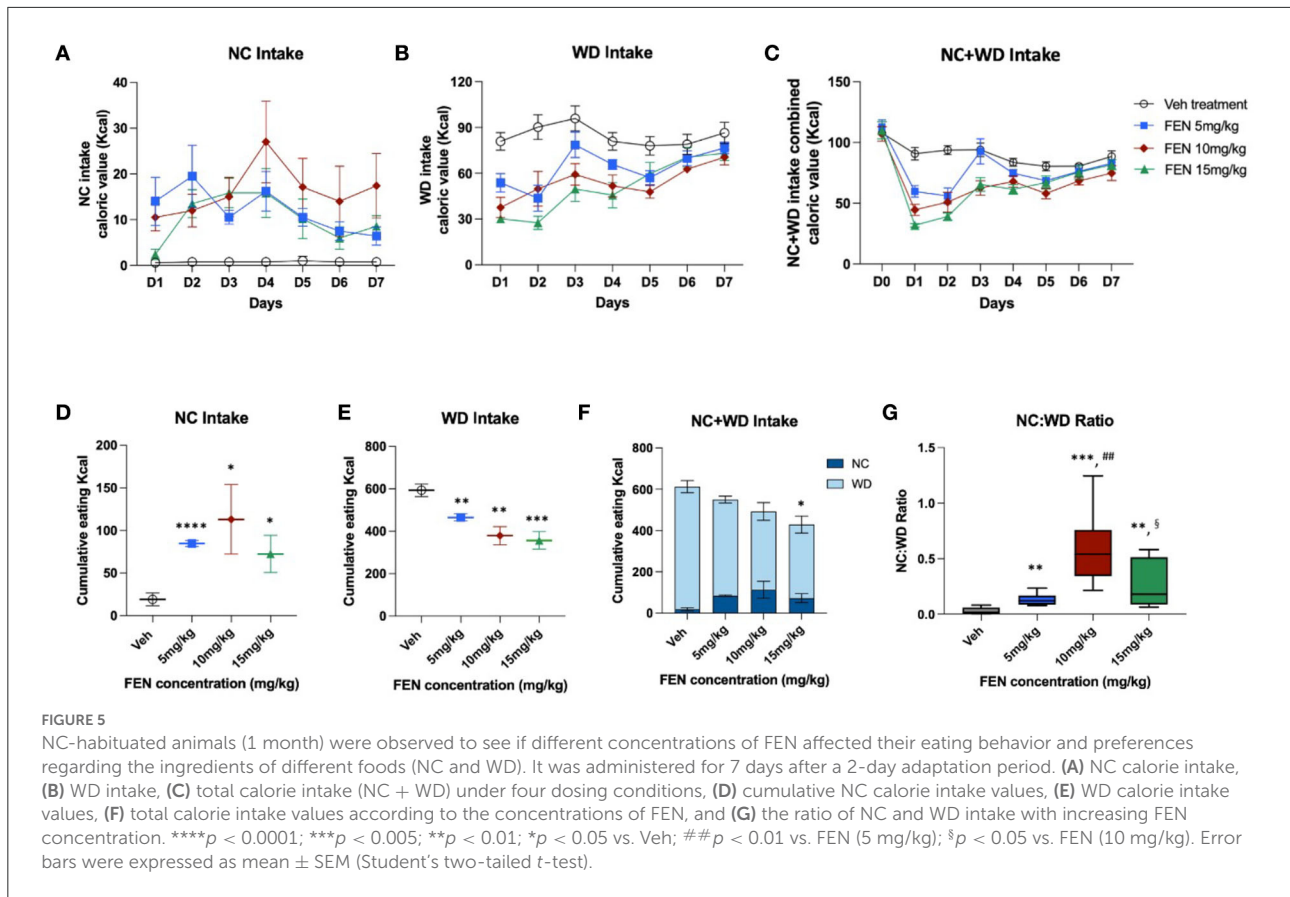 A
NC Intake
NC intake
caloric value (Kcal)
40
30
20
10
0
D1 D2 D3 D4 D5 D6 D7
Days
B
WD Intake
WD intake
caloric value (Kcal)
120
90
60
30
0
D1 D2 D3 D4 D5 D6 D7
Days
C
NC+WD Intake
NC+WD intake combined
caloric value (Kcal)
150
100
50
0
D0 D1 D2 D3 D4 D5 D6 D7
Days
Veh treatment
FEN 5mg/kg
FEN 10mg/kg
FEN 15mg/kg
D
NC Intake
Cumulative eating Kcal
200
150
100
50
0
****
*
*
Veh 5mg/kg 10mg/kg 15mg/kg
FEN concentration (mg/kg)
E
WD Intake
Cumulative eating Kcal
800
600
400
200
0
**
**
***
Veh 5mg/kg 10mg/kg 15mg/kg
FEN concentration (mg/kg)
F
NC+WD Intake
Cumulative eating Kcal
800
600
400
200
0
*
NC
WD
Veh 5mg/kg 10mg/kg 15mg/kg
FEN concentration (mg/kg)
G
NC:WD Ratio
NC:WD Ratio
1.5
1.0
0.5
0.0
**
***, ##
**, §
Veh 5mg/kg 10mg/kg 15mg/kg
FEN concentration (mg/kg)
FIGURE 5
NC-habituated animals (1 month) were observed to see if different concentrations of FEN affected their eating behavior and preferences
regarding the ingredients of different foods (NC and WD). It was administered for 7 days after a 2-day adaptation period. (A) NC calorie intake,
(B) WD intake, (C) total calorie intake (NC + WD) under four dosing conditions, (D) cumulative NC calorie intake values, (E) WD calorie intake
values, (F) total calorie intake values according to the concentrations of FEN, and (G) the ratio of NC and WD intake with increasing FEN
concentration. ****p < 0.0001; ***p < 0.005; **p < 0.01; *p < 0.05 vs. Veh; ##p < 0.01 vs. FEN (5 mg/kg); §p < 0.05 vs. FEN (10 mg/kg). Error
bars were expressed as mean ± SEM (Student's two-tailed t-test).